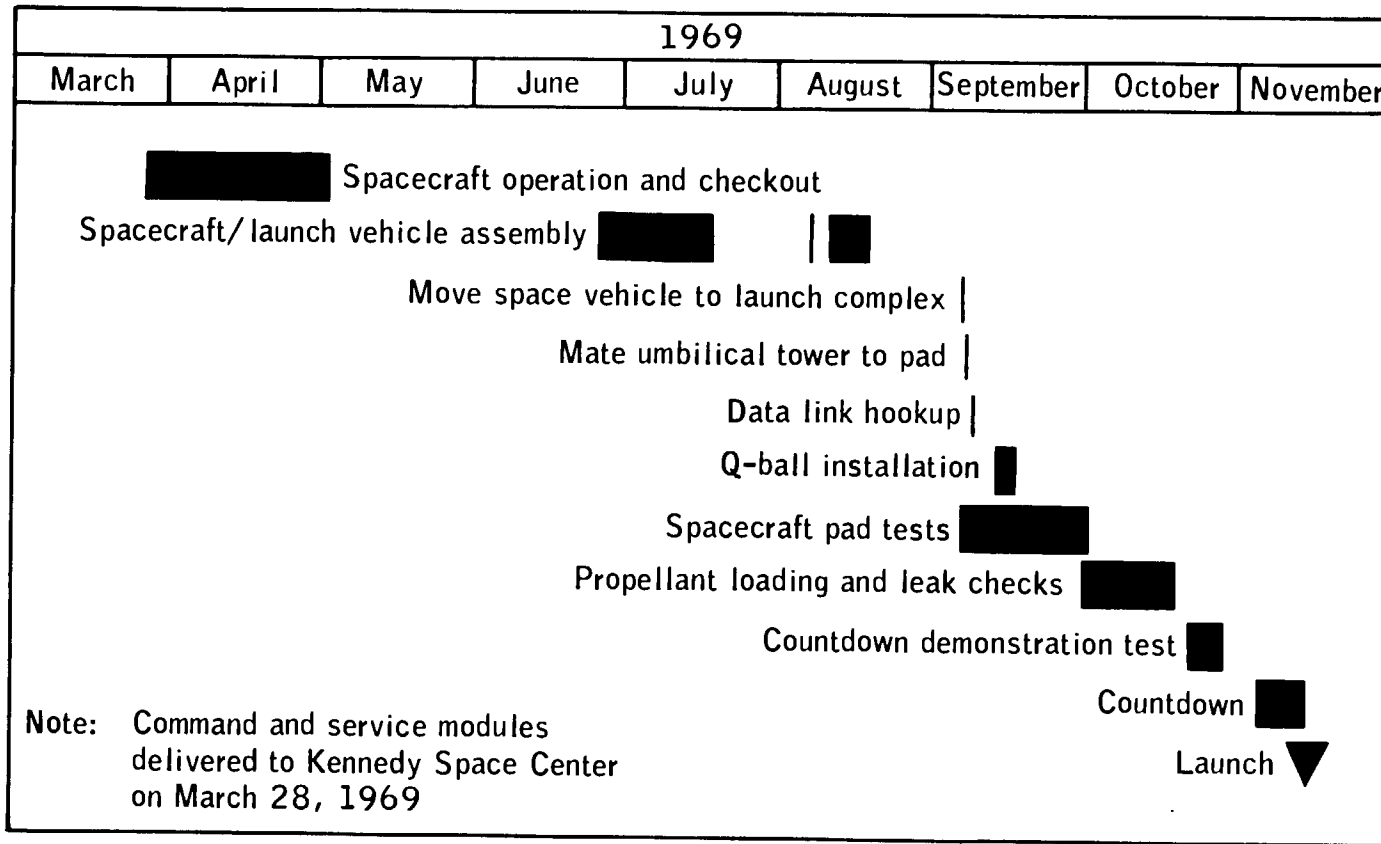 1969
March April May June July August September October November
Spacecraft operation and checkout
Spacecraft/launch vehicle assembly
Move space vehicle to launch complex
Mate umbilical tower to pad
Data link hookup
Q-ball installation
Spacecraft pad tests
Propellant loading and leak checks
Countdown demonstration test
Countdown
Launch
Note: Command and service modules
delivered to Kennedy Space Center
on March 28, 1969